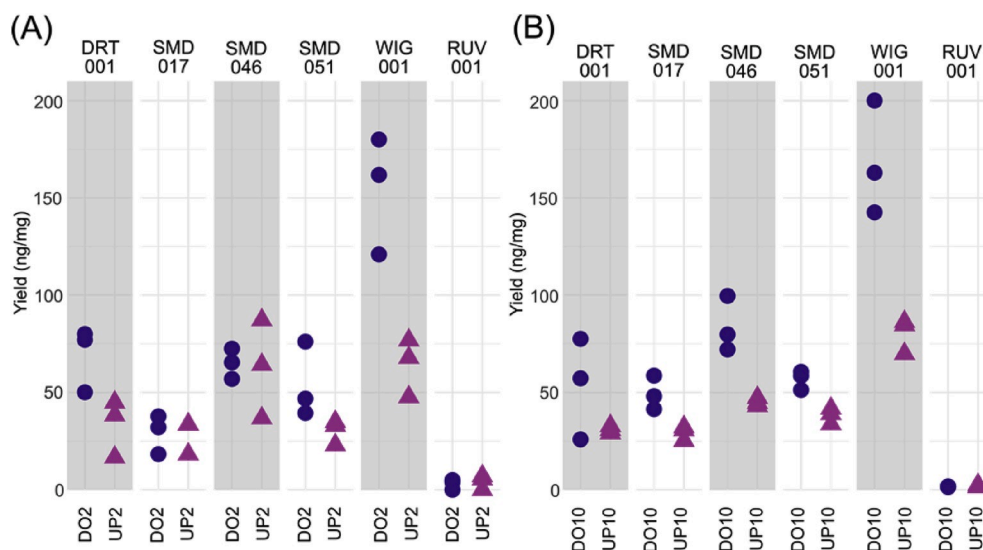 (A)
DRT 001
SMD 017
SMD 046
SMD 051
WIG 001
RUV 001
Yield (ng/mg)
200
150
100
50
0
DO2 UP2 DO2 UP2 DO2 UP2 DO2 UP2 DO2 UP2 DO2 UP2
(B)
DRT 001
SMD 017
SMD 046
SMD 051
WIG 001
RUV 001
Yield (ng/mg)
200
150
100
50
0
DO10 UP10 DO10 UP10 DO10 UP10 DO10 UP10 DO10 UP10 DO10 UP10